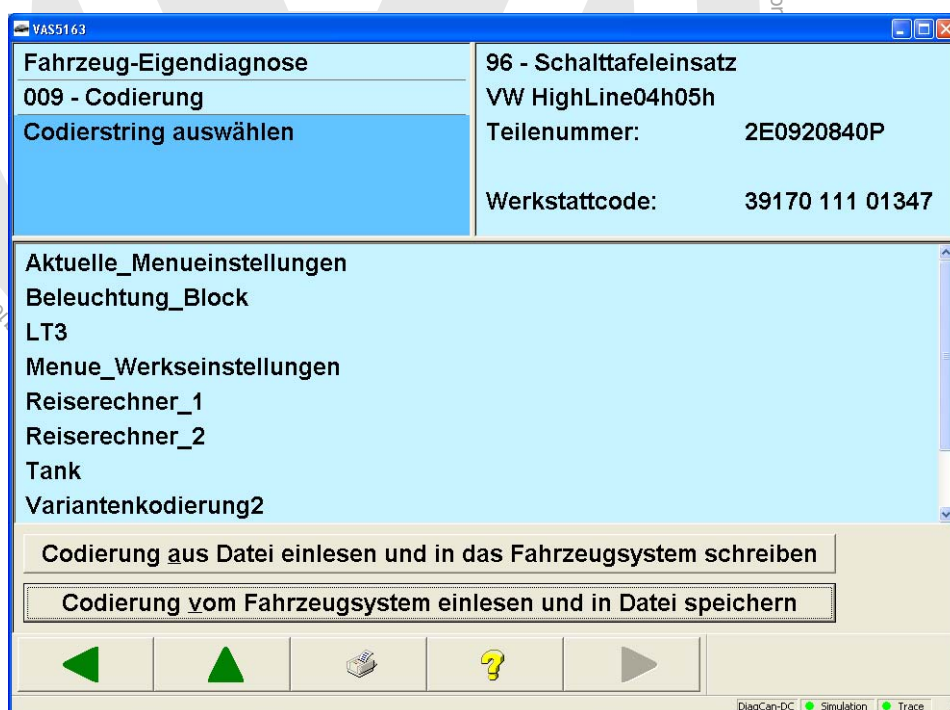 VAS5163
Fahrzeug-Eigendiagnose
009 - Codierung
Codierstring auswählen
96 - Schalttafeleinsatz
VW HighLine04h05h
Teilenummer: 2E0920840P
Werkstattcode: 39170 111 01347
Aktuelle_Menueinstellungen
Beleuchtung_Block
LT3
Menue_Werkseinstellungen
Reiserechner_1
Reiserechner_2
Tank
Variantenkodierung2
Codierung aus Datei einlesen und in das Fahrzeugsystem schreiben
Codierung vom Fahrzeugsystem einlesen und in Datei speichern
DiagCan-DC Simulation Trace